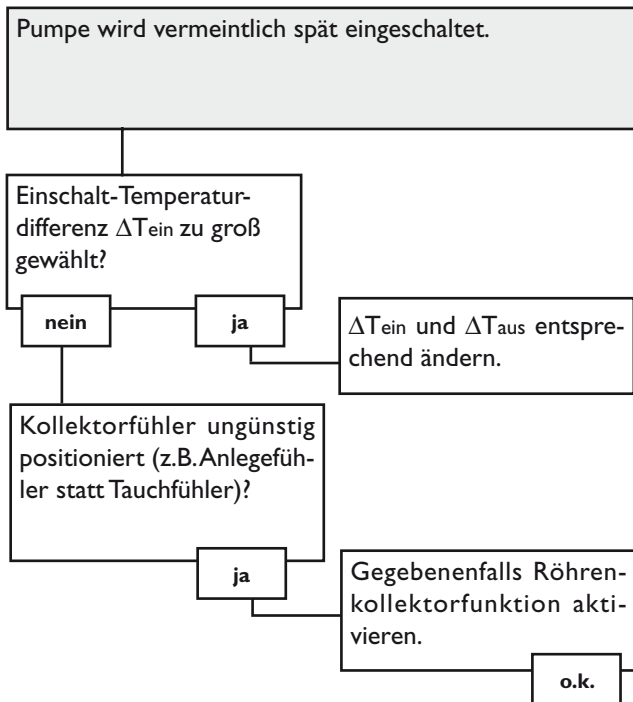 Pumpe wird vermeintlich spät eingeschaltet.
Einschalt-Temperatur-
differenz ΔTein zu groß
gewählt?
nein
ja
ΔTein und ΔTaus entspre-
chend ändern.
Kollektorfühler ungünstig
positioniert (z.B. Anlegefüh-
ler statt Tauchfühler)?
ja
Gegebenenfalls Röhren-
kollektorfunktion akti-
vieren.
o.k.